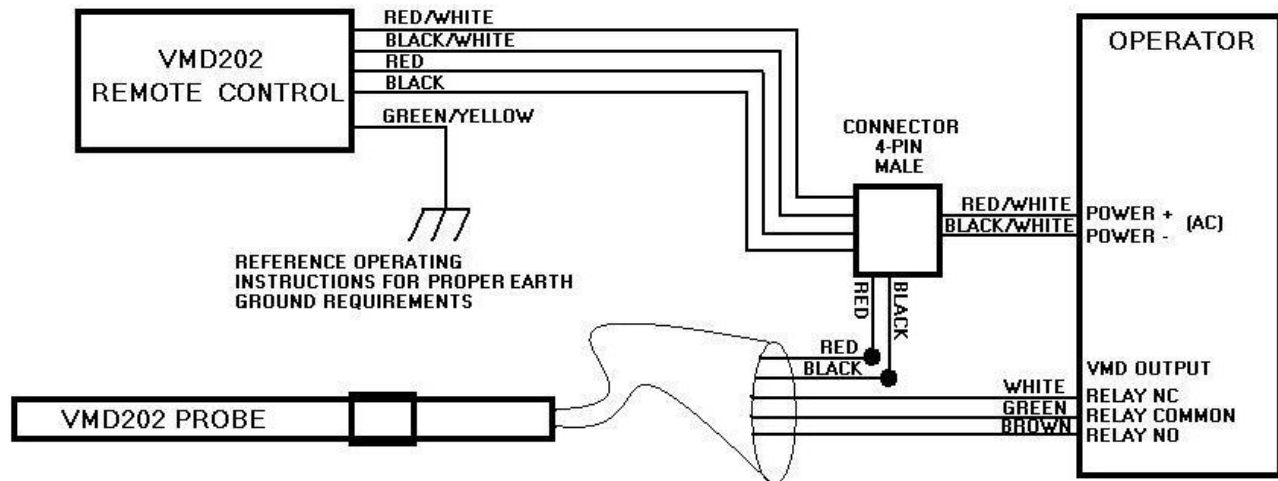 VMD202
REMOTE CONTROL
RED/WHITE
BLACK/WHITE
RED
BLACK
GREEN/YELLOW
REFERENCE OPERATING
INSTRUCTIONS FOR PROPER EARTH
GROUND REQUIREMENTS
CONNECTOR
4-PIN
MALE
OPERATOR
RED/WHITE
BLACK/WHITE
POWER + (AC)
POWER -
RED
BLACK
RED
BLACK
VMD OUTPUT
WHITE
RELAY NC
GREEN
RELAY COMMON
BROWN
RELAY NO
VMD202 PROBE